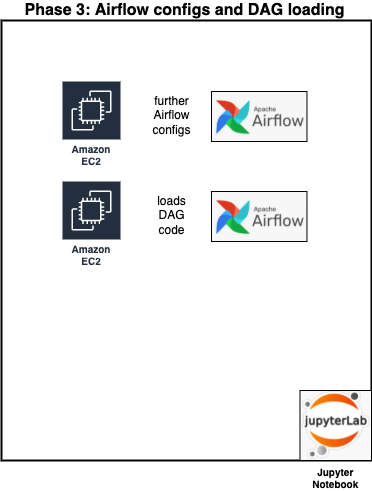 Phase 3: Airflow configs and DAG loading
further
Airflow
configs
Apache
Airflow
Amazon
EC2
loads
DAG
code
Apache
Airflow
Amazon
EC2
jupyterLab
Jupyter
Notebook